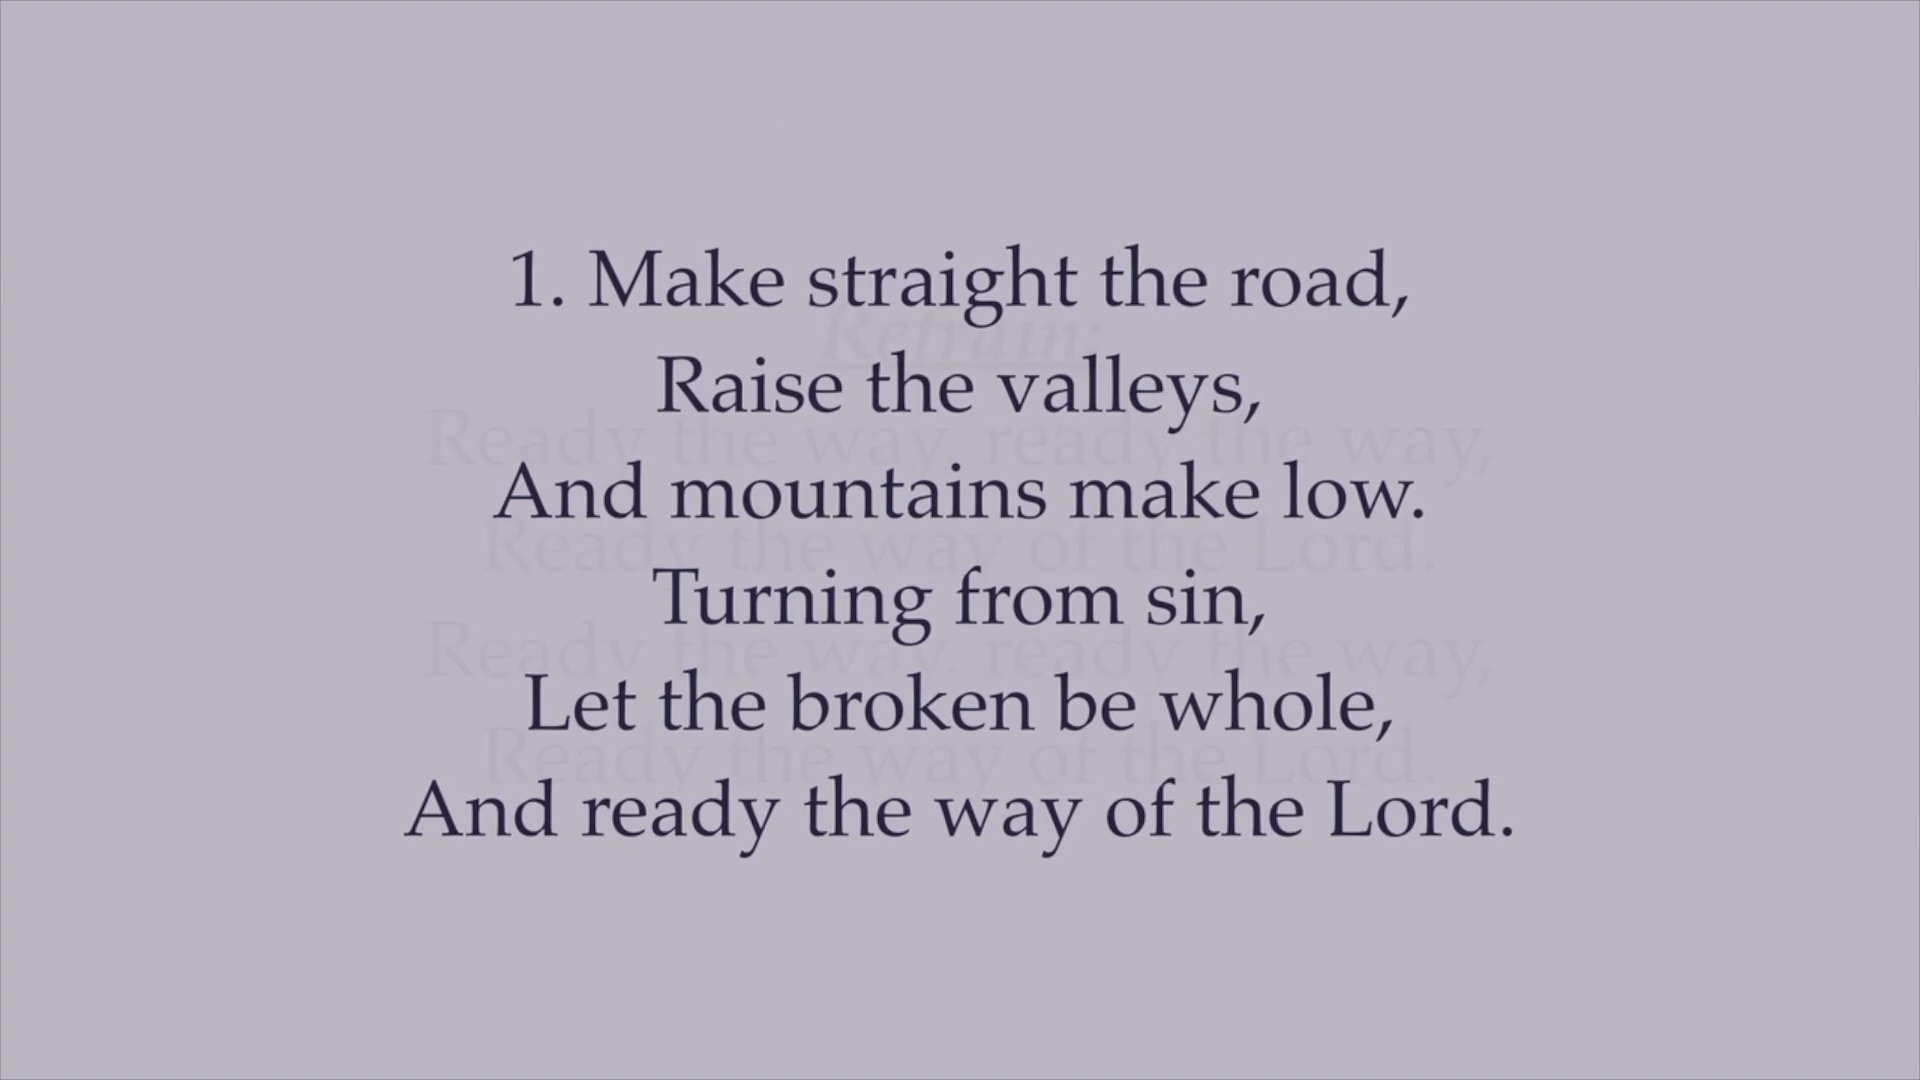 1. Make straight the road,
Raise the valleys,
And mountains make low.
Turning from sin,
Let the broken be whole,
And ready the way of the Lord.
Refrain:
Ready the way, ready the way,
Ready the way of the Lord.
Ready the way, ready the way,
Ready the way of the Lord.